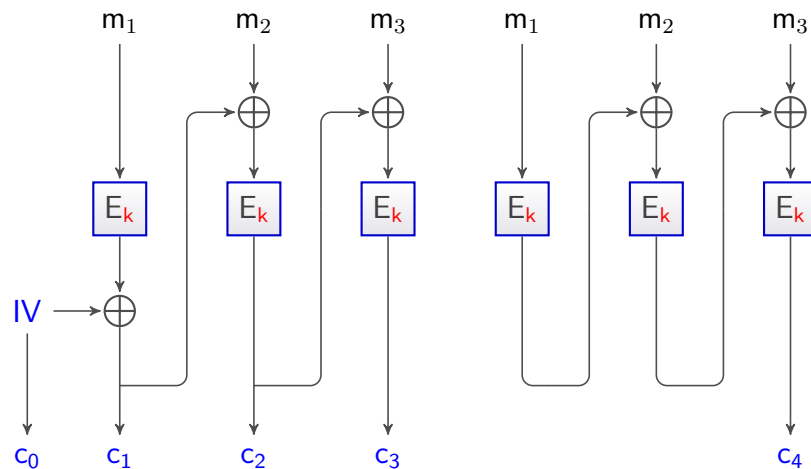 m₁ m₂ m₃ m₁ m₂ m₃
Eₖ Eₖ Eₖ Eₖ Eₖ Eₖ
IV
c₀ c₁ c₂ c₃ c₄